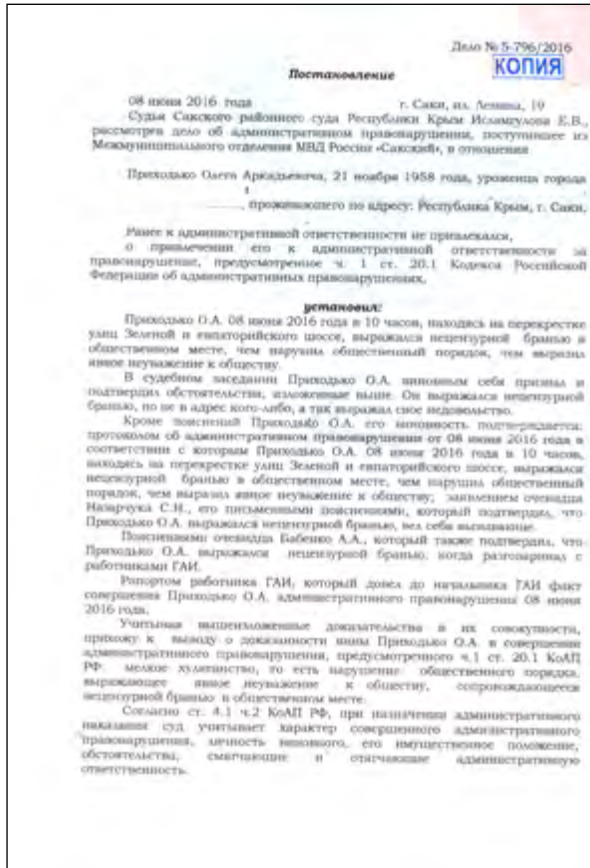 Дело № 5-796/2016
КОПИЯ
Постановление
08 июня 2016 года г. Саки, пл. Ленина, 19
Судья Сакского районного суда Республики Крым Исламгулова Е.В.,
рассмотрев дело об административном правонарушении, поступившее из
Межмуниципального отделения МВД России «Сакский», в отношении
Приходько Олега Аркадьевича, 21 ноября 1958 года, уроженца города
, проживающего по адресу: Республика Крым, г. Саки,
Ранее к административной ответственности не привлекался,
о привлечении его к административной ответственности за
правонарушение, предусмотренное ч. 1 ст. 20.1 Кодекса Российской
Федерации об административных правонарушениях,
установил:
Приходько О.А. 08 июня 2016 года в 10 часов, находясь на перекрестке
улиц Зеленой и евпаторийского шоссе, выражался нецензурной бранью в
общественном месте, чем нарушил общественный порядок, чем выразил
явное неуважение к обществу.
В судебном заседании Приходько О.А. виновным себя признал и
подтвердил обстоятельства, изложенные выше. Он выражался нецензурной
бранью, но не в адрес кого-либо, а так выражал свое недовольство.
Кроме пояснений Приходько О.А. его виновность подтверждается:
протоколом об административном правонарушении от 08 июня 2016 года в
соответствии с которым Приходько О.А. 08 июня 2016 года в 10 часов,
находясь на перекрестке улиц Зеленой и евпаторийского шоссе, выражался
нецензурной бранью в общественном месте, чем нарушил общественный
порядок, чем выразил явное неуважение к обществу; заявлением очевидца
Назарчука С.Н., его письменными пояснениями, который подтвердил, что
Приходько О.А. выражался нецензурной бранью, вел себя вызывающе.
Пояснениями очевидца Бабенко А.А., который также подтвердил, что
Приходько О.А. выражался нецензурной бранью, когда разговаривал с
работниками ГАИ.
Рапортом работника ГАИ, который довел до начальника ГАИ факт
совершения Приходько О.А. административного правонарушения 08 июня
2016 года.
Учитывая вышеизложенные доказательства в их совокупности,
прихожу к выводу о доказанности вины Приходько О.А. в совершении
административного правонарушения, предусмотренного ч.1 ст. 20.1 КоАП
РФ мелкое хулиганство, то есть нарушение общественного порядка,
выражающее явное неуважение к обществу, сопровождающееся
нецензурной бранью в общественном месте.
Согласно ст. 4.1 ч.2 КоАП РФ, при назначении административного
наказания суд учитывает характер совершенного административного
правонарушения, личность виновного, его имущественное положение,
обстоятельства, смягчающие и отягчающие административную
ответственность.